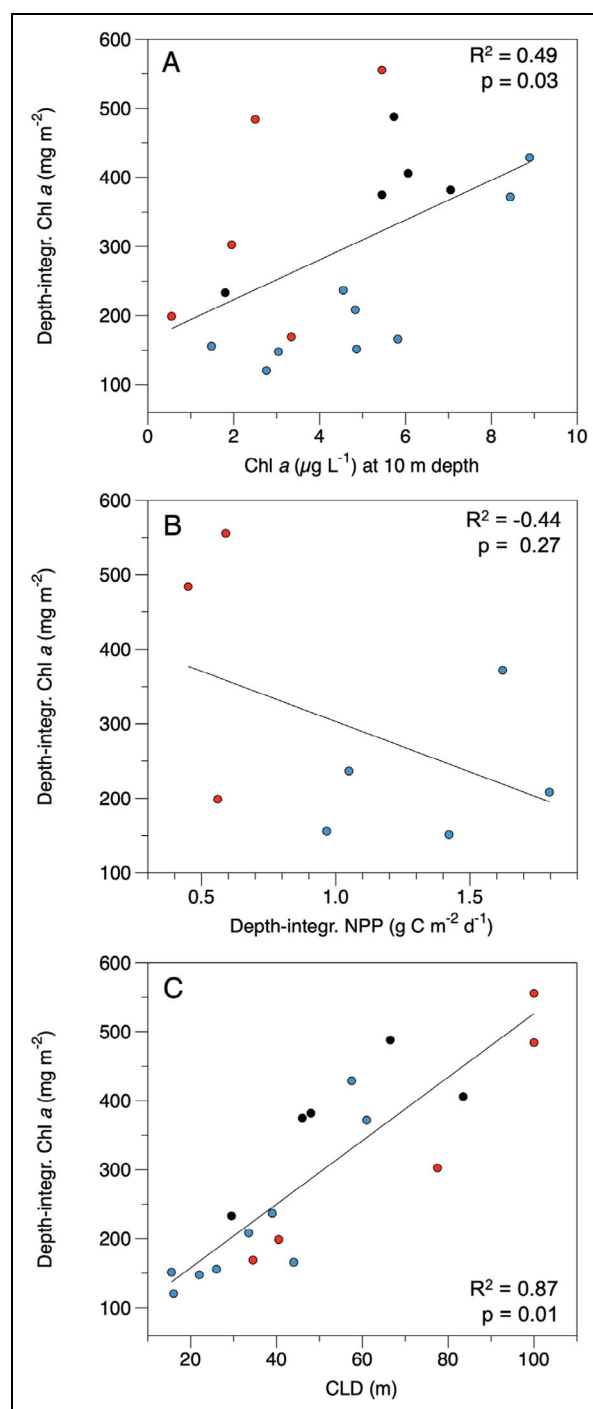 A
R² = 0.49
p = 0.03
600
500
400
300
200
100
Depth-integr. Chl a (mg m⁻²)
0 2 4 6 8 10
Chl a (µg L⁻¹) at 10 m depth
B
R² = -0.44
p = 0.27
600
500
400
300
200
100
Depth-integr. Chl a (mg m⁻²)
0.5 1.0 1.5
Depth-integr. NPP (g C m⁻² d⁻¹)
C
600
500
400
300
200
100
Depth-integr. Chl a (mg m⁻²)
R² = 0.87
p = 0.01
20 40 60 80 100
CLD (m)